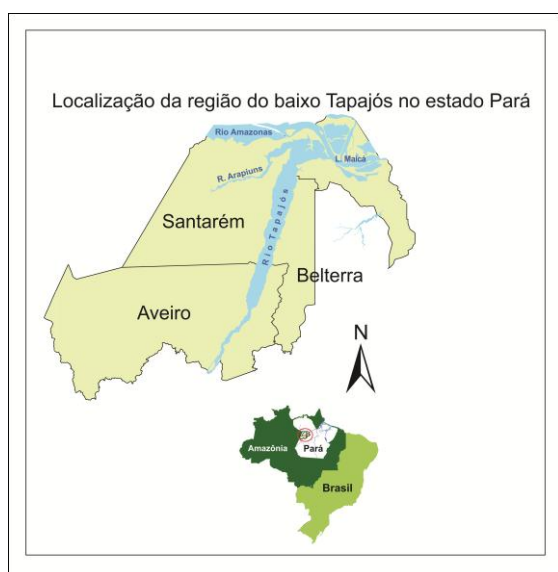 Localização da região do baixo Tapajós no estado Pará
Rio Amazonas
L. Maicá
R. Arapiuns
Rio Tapajós
Santarém
Belterra
Aveiro
N
Amazônia
Pará
Brasil